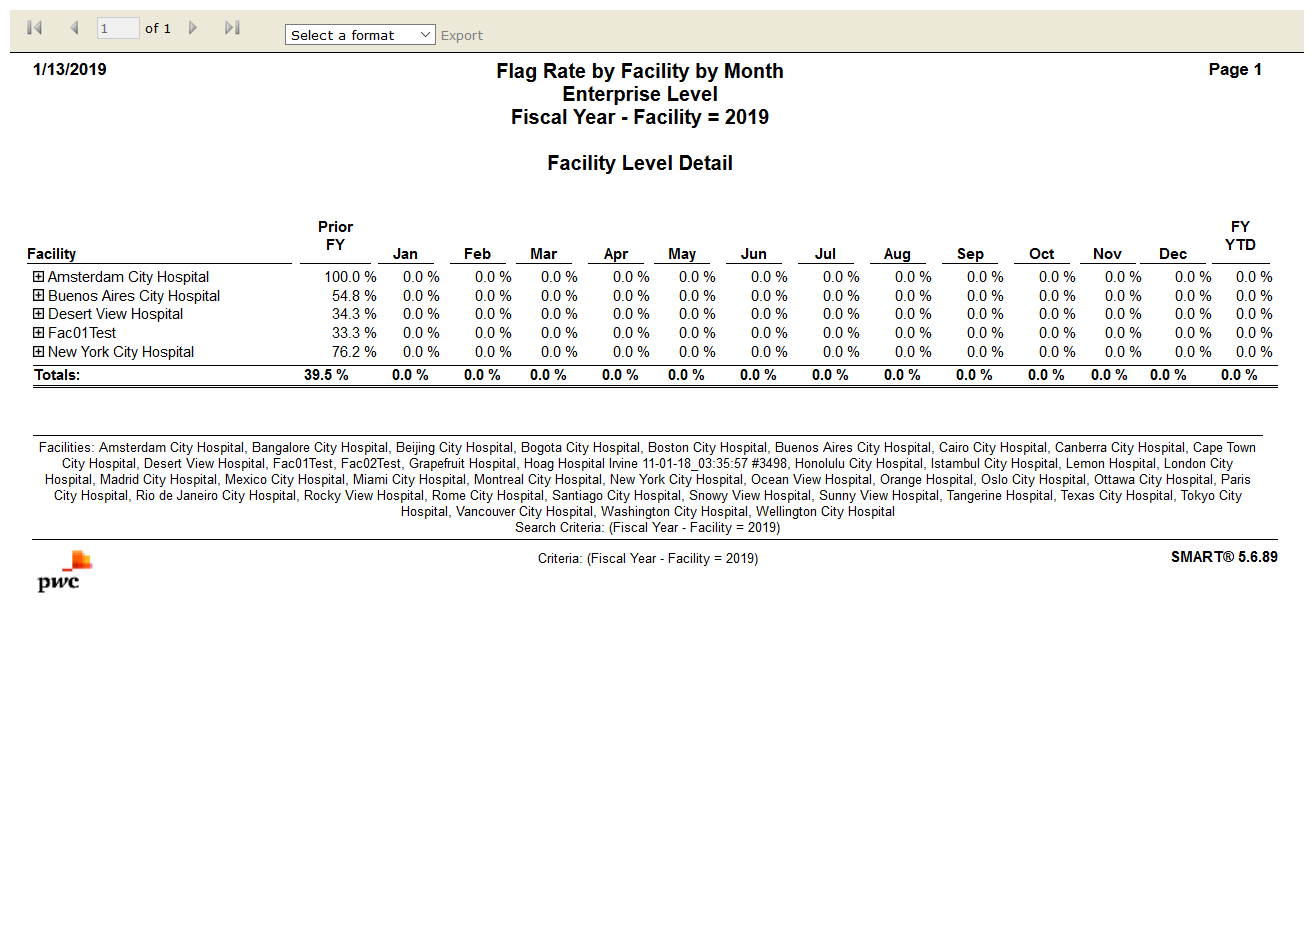 1 of 1 Select a format Export
1/13/2019 Flag Rate by Facility by Month Page 1
Enterprise Level
Fiscal Year - Facility = 2019
Facility Level Detail
Prior FY
Facility FY Jan Feb Mar Apr May Jun Jul Aug Sep Oct Nov Dec YTD
Amsterdam City Hospital 100.0 % 0.0 % 0.0 % 0.0 % 0.0 % 0.0 % 0.0 % 0.0 % 0.0 % 0.0 % 0.0 % 0.0 % 0.0 % 0.0 %
Buenos Aires City Hospital 54.8 % 0.0 % 0.0 % 0.0 % 0.0 % 0.0 % 0.0 % 0.0 % 0.0 % 0.0 % 0.0 % 0.0 % 0.0 % 0.0 %
Desert View Hospital 34.3 % 0.0 % 0.0 % 0.0 % 0.0 % 0.0 % 0.0 % 0.0 % 0.0 % 0.0 % 0.0 % 0.0 % 0.0 % 0.0 %
Fac01Test 33.3 % 0.0 % 0.0 % 0.0 % 0.0 % 0.0 % 0.0 % 0.0 % 0.0 % 0.0 % 0.0 % 0.0 % 0.0 % 0.0 %
New York City Hospital 76.2 % 0.0 % 0.0 % 0.0 % 0.0 % 0.0 % 0.0 % 0.0 % 0.0 % 0.0 % 0.0 % 0.0 % 0.0 % 0.0 %
Totals: 39.5 % 0.0 % 0.0 % 0.0 % 0.0 % 0.0 % 0.0 % 0.0 % 0.0 % 0.0 % 0.0 % 0.0 % 0.0 % 0.0 %
Facilities: Amsterdam City Hospital, Bangalore City Hospital, Beijing City Hospital, Bogota City Hospital, Boston City Hospital, Buenos Aires City Hospital, Cairo City Hospital, Canberra City Hospital, Cape Town
City Hospital, Desert View Hospital, Fac01Test, Fac02Test, Grapefruit Hospital, Hoag Hospital Irvine 11-01-18_03:35:57 #3498, Honolulu City Hospital, Istambul City Hospital, Lemon Hospital, London City
Hospital, Madrid City Hospital, Mexico City Hospital, Miami City Hospital, Montreal City Hospital, New York City Hospital, Ocean View Hospital, Orange Hospital, Oslo City Hospital, Ottawa City Hospital, Paris
City Hospital, Rio de Janeiro City Hospital, Rocky View Hospital, Rome City Hospital, Santiago City Hospital, Snowy View Hospital, Sunny View Hospital, Tangerine Hospital, Texas City Hospital, Tokyo City
Hospital, Vancouver City Hospital, Washington City Hospital, Wellington City Hospital
Search Criteria: (Fiscal Year - Facility = 2019)
pwc Criteria: (Fiscal Year - Facility = 2019) SMART® 5.6.89